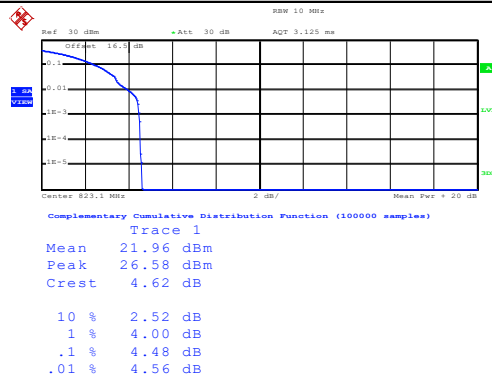 RBW 10 MHz
Ref 30 dBm Att 30 dB AQT 3.125 ms
Offset 16.5 dB
0.1
A
1 SA
VIEW
0.01
1E-3
LVL
1E-4
1E-5
3DB
Center 823.1 MHz 2 dB/ Mean Pwr + 20 dB
Complementary Cumulative Distribution Function (100000 samples)
Trace 1
Mean 21.96 dBm
Peak 26.58 dBm
Crest 4.62 dB
10 % 2.52 dB
1 % 4.00 dB
.1 % 4.48 dB
.01 % 4.56 dB